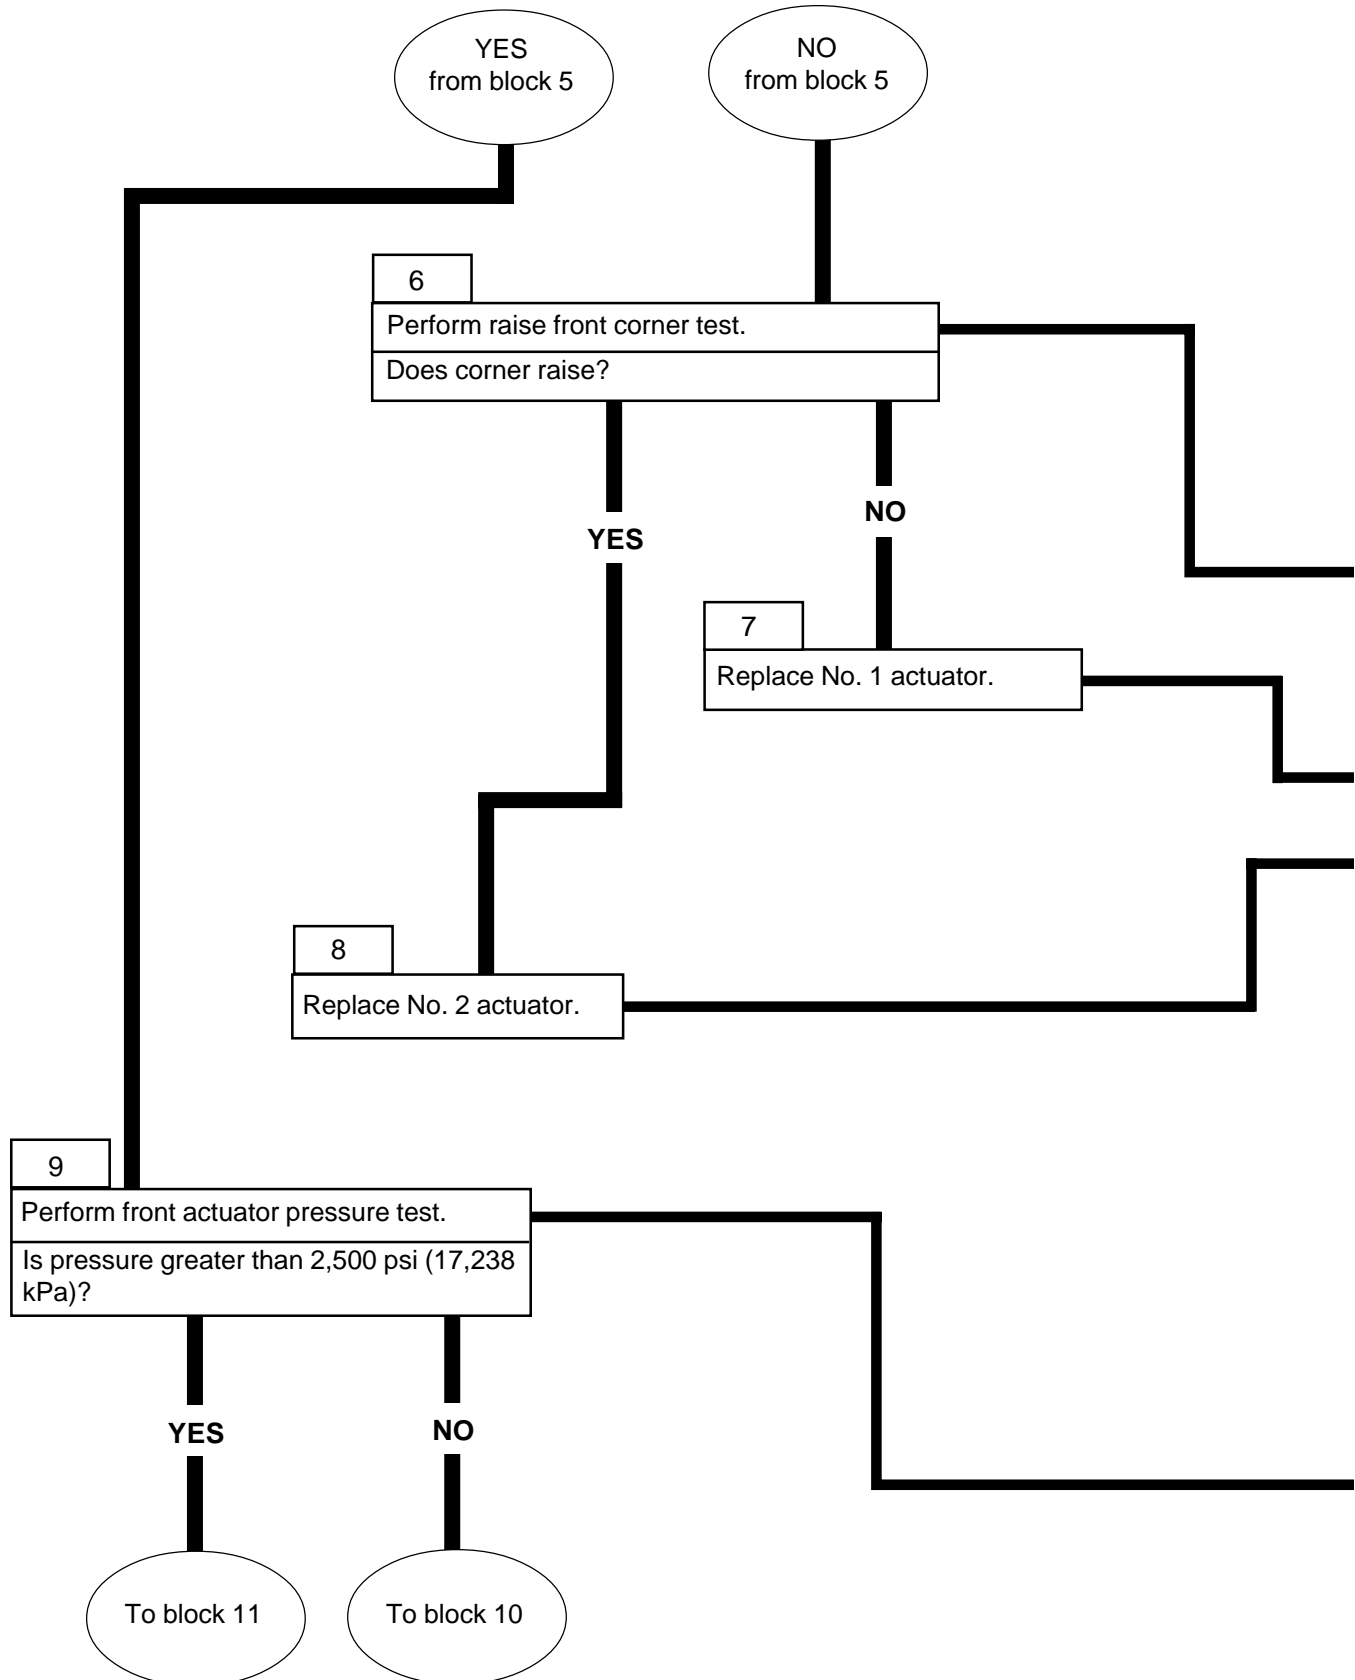 YES
from block 5
NO
from block 5
6
Perform raise front corner test.
Does corner raise?
YES
NO
7
Replace No. 1 actuator.
8
Replace No. 2 actuator.
9
Perform front actuator pressure test.
Is pressure greater than 2,500 psi (17,238
kPa)?
YES
NO
To block 11
To block 10